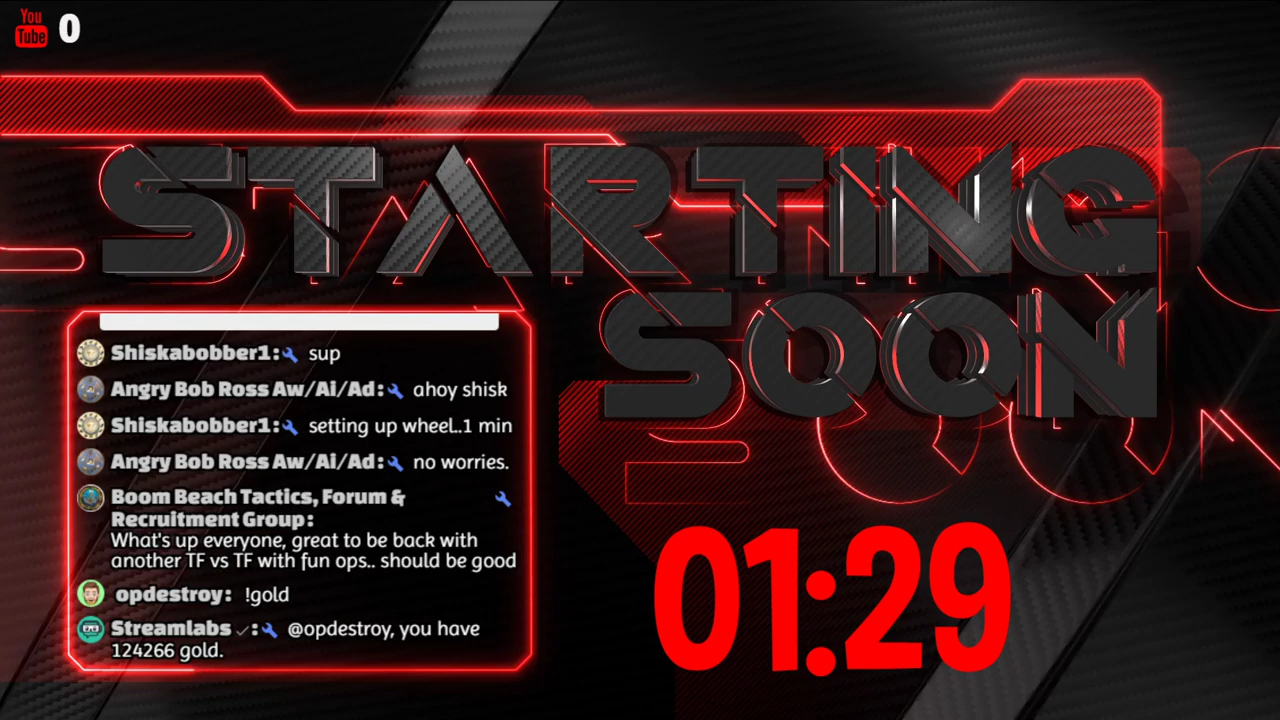 You
Tube 0
STARTING
SOON
Shiskabobber1: sup
Angry Bob Ross Aw/Ai/Ad: ahoy shisk
Shiskabobber1: setting up wheel..1 min
Angry Bob Ross Aw/Ai/Ad: no worries.
Boom Beach Tactics, Forum &
Recruitment Group:
What's up everyone, great to be back with
another TF vs TF with fun ops.. should be good
opdestroy: !gold
Streamlabs ✓: @opdestroy, you have
124266 gold.
01:29